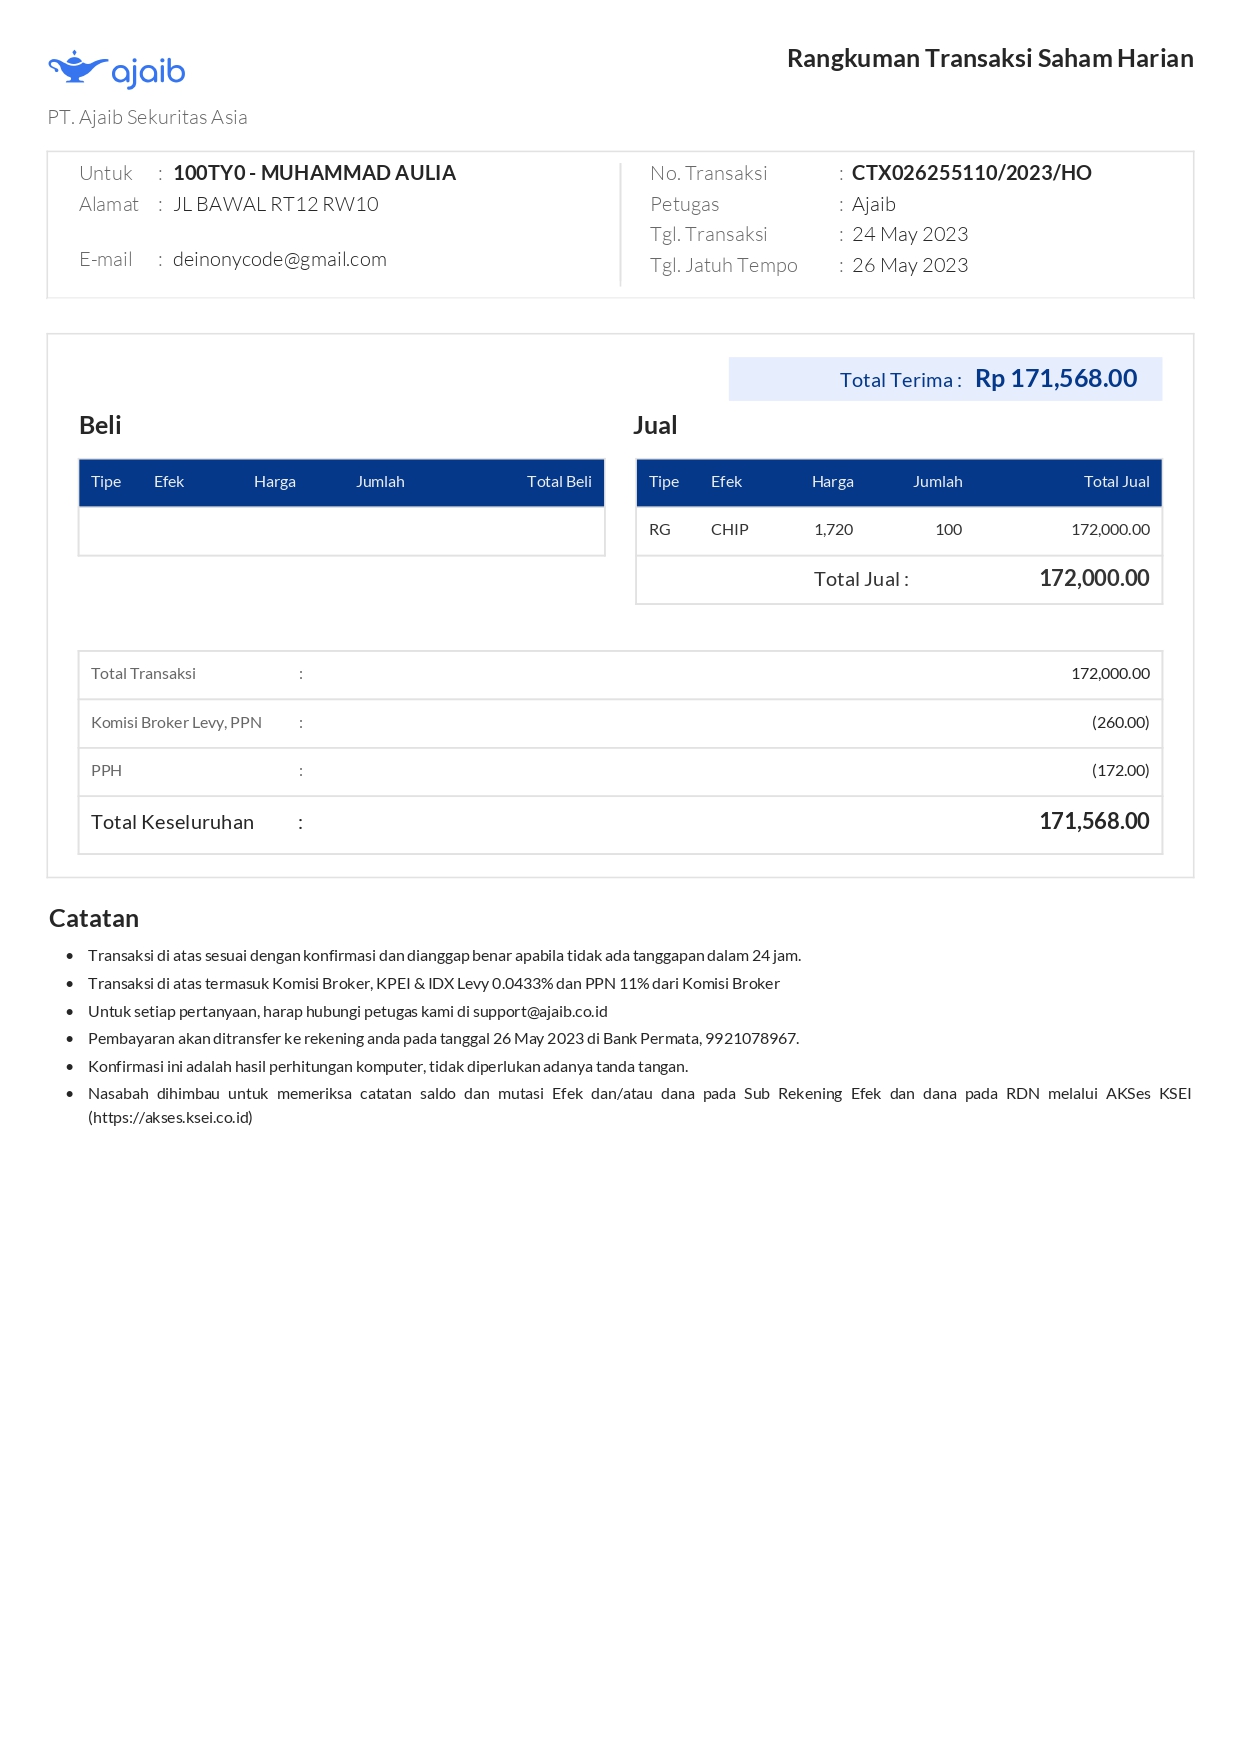 ajaib
Rangkuman Transaksi Saham Harian
PT. Ajaib Sekuritas Asia
Untuk : 100TY0 - MUHAMMAD AULIA
Alamat : JL BAWAL RT12 RW10
E-mail : deinonycode@gmail.com
No. Transaksi : CTX026255110/2023/HO
Petugas : Ajaib
Tgl. Transaksi : 24 May 2023
Tgl. Jatuh Tempo : 26 May 2023
Total Terima : Rp 171,568.00
Beli
Tipe Efek Harga Jumlah Total Beli
Jual
Tipe Efek Harga Jumlah Total Jual
RG CHIP 1,720 100 172,000.00
Total Jual : 172,000.00
Total Transaksi : 172,000.00
Komisi Broker Levy, PPN : (260.00)
PPH : (172.00)
Total Keseluruhan : 171,568.00
Catatan
• Transaksi di atas sesuai dengan konfirmasi dan dianggap benar apabila tidak ada tanggapan dalam 24 jam.
• Transaksi di atas termasuk Komisi Broker, KPEI & IDX Levy 0.0433% dan PPN 11% dari Komisi Broker
• Untuk setiap pertanyaan, harap hubungi petugas kami di support@ajaib.co.id
• Pembayaran akan ditransfer ke rekening anda pada tanggal 26 May 2023 di Bank Permata, 9921078967.
• Konfirmasi ini adalah hasil perhitungan komputer, tidak diperlukan adanya tanda tangan.
• Nasabah dihimbau untuk memeriksa catatan saldo dan mutasi Efek dan/atau dana pada Sub Rekening Efek dan dana pada RDN melalui AKSes KSEI
(https://akses.ksei.co.id)